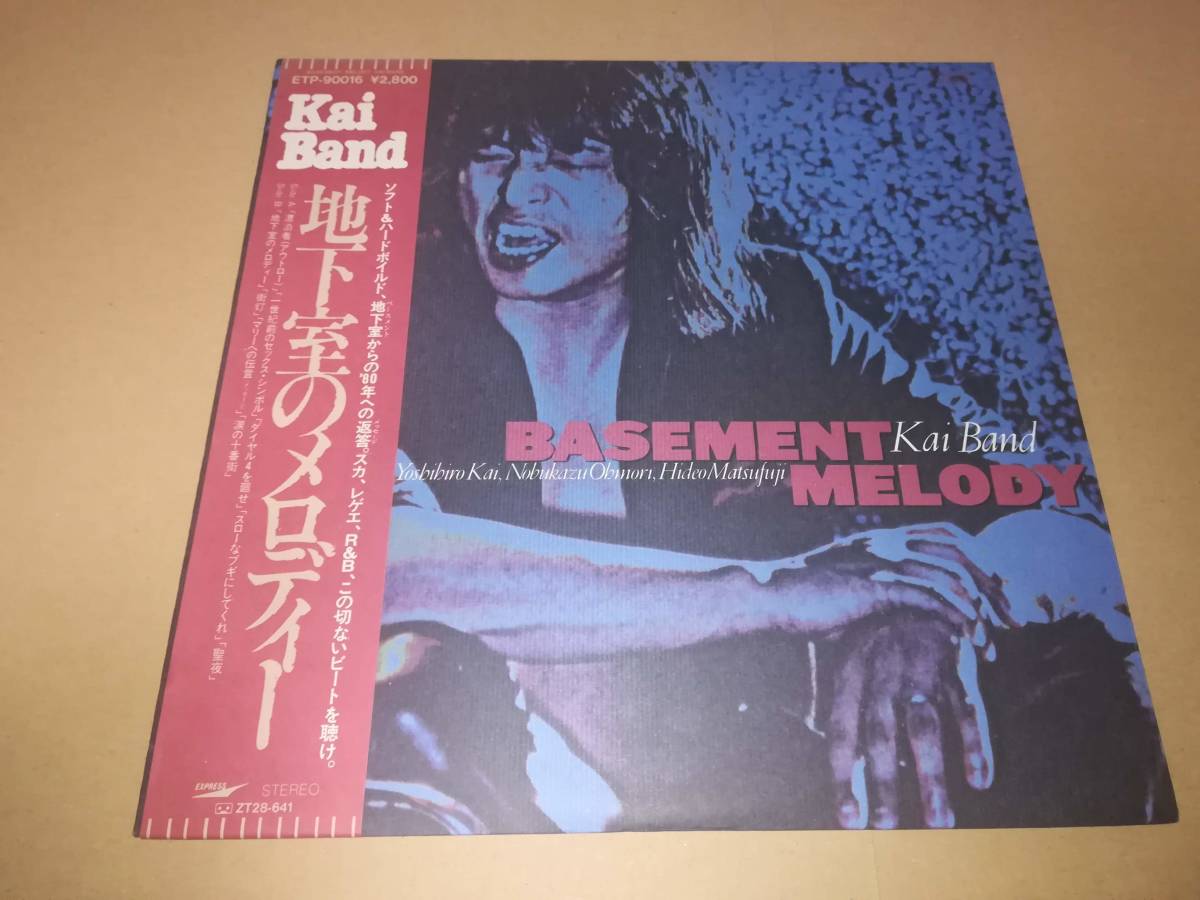 ETP-90016 ¥2,800
Kai
Band
ソフト&ハードボイルド、地下室からの'80年への返答。スカ、レゲエ、R&B、この切ないビートを聴け。
地下室のメロディー
「漂泊者(アウトロー)」「一世紀前のセックス・シンボル」「ダイヤル4を廻せ」「スローなブギにしてくれ」「聖夜」
「地下室のメロディー」「街灯」「マリーへの伝言」「涙の十番街」
EXPRESS
STEREO
ZT28-641
BASEMENT
Kai Band
Yoshihiro Kai, Nobukazu Ohmori, Hideo Matsufuji
MELODY